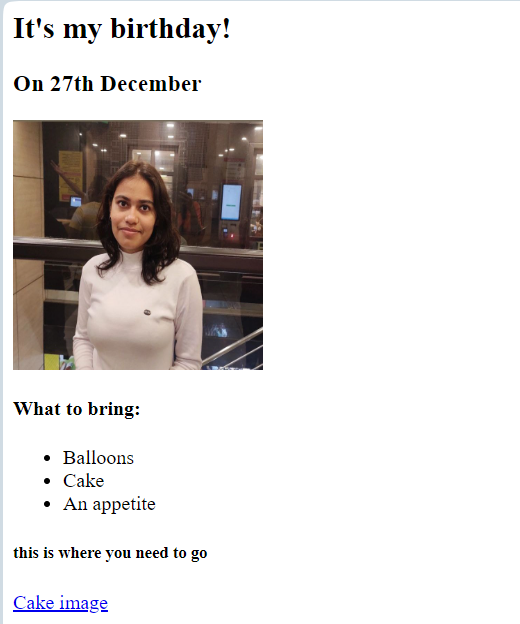 It's my birthday!
On 27th December
What to bring:
Balloons
Cake
An appetite
this is where you need to go
Cake image